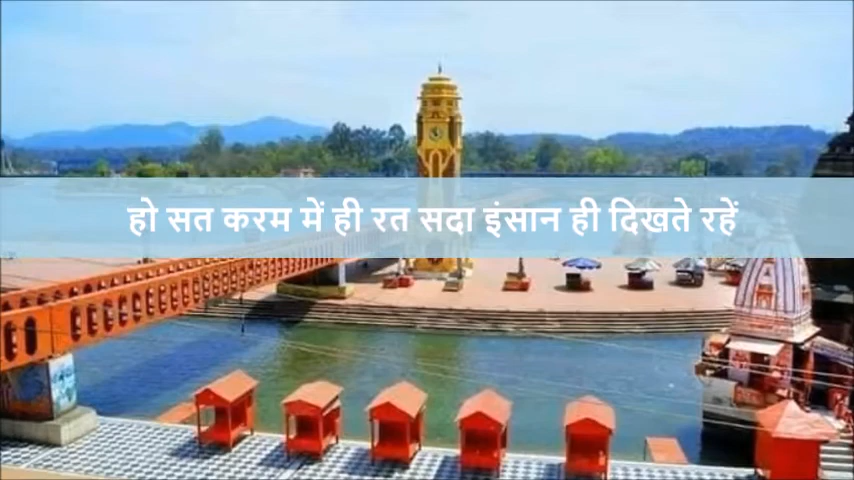 हो सत करम में ही रत सदा इंसान ही दिखते रहें